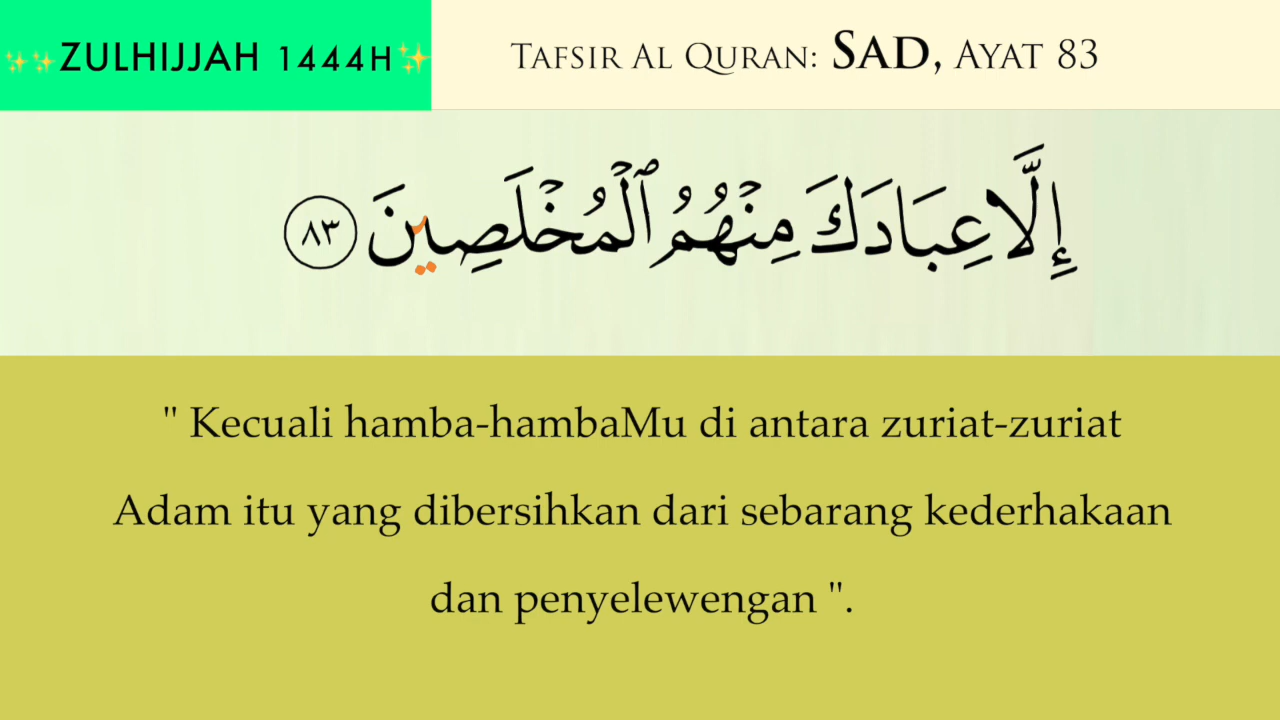 ✨✨ZULHIJJAH 1444H✨
TAFSIR AL QURAN: SAD, AYAT 83
إِلَّا عِبَادَكَ مِنْهُمُ ٱلْمُخْلَصِينَ ٨٣
" Kecuali hamba-hambaMu di antara zuriat-zuriat
Adam itu yang dibersihkan dari sebarang kederhakaan
dan penyelewengan ".